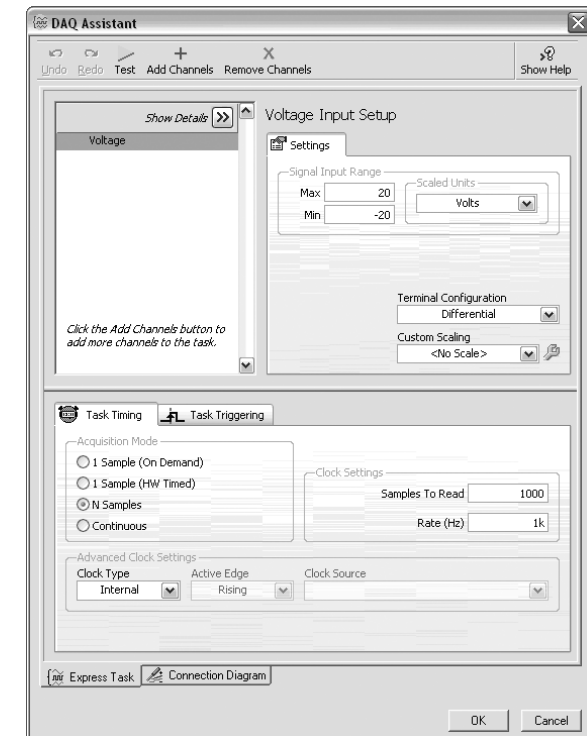 DAQ Assistant
Undo Redo Test Add Channels Remove Channels Show Help
Show Details
Voltage
Click the Add Channels button to
add more channels to the task.
Voltage Input Setup
Settings
Signal Input Range
Max 20
Min -20
Scaled Units
Volts
Terminal Configuration
Differential
Custom Scaling
<No Scale>
Task Timing Task Triggering
Acquisition Mode
1 Sample (On Demand)
1 Sample (HW Timed)
N Samples
Continuous
Clock Settings
Samples To Read 1000
Rate (Hz) 1k
Advanced Clock Settings
Clock Type Active Edge Clock Source
Internal Rising
Express Task Connection Diagram
OK Cancel